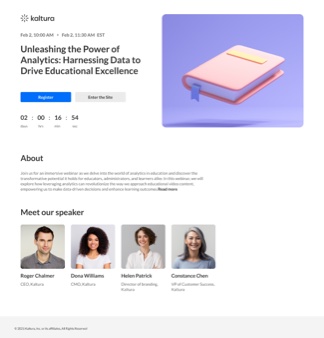 kaltura
Feb 2, 10:00 AM • Feb 2, 11:30 AM EST
Unleashing the Power of
Analytics: Harnessing Data to
Drive Educational Excellence
Register
Enter the Site
02 : 00 : 16 : 54
Days
Hrs
Min
Sec
About
Join us for an immersive webinar as we delve into the world of analytics in education and discover the
transformative potential it holds for educators, administrators, and learners alike. In this webinar, we will
explore how leveraging analytics can revolutionize the way we approach educational video content,
empowering us to make data-driven decisions and enhance learning outcomes.Read more
Meet our speaker
Roger Chalmer
CEO, Kaltura
Dona Williams
CMO, Kaltura
Helen Patrick
Director of branding,
Kaltura
Constance Chen
VP of Customer Success,
Kaltura
©2023 Kaltura, Inc. or its affiliates, All Rights Reserved